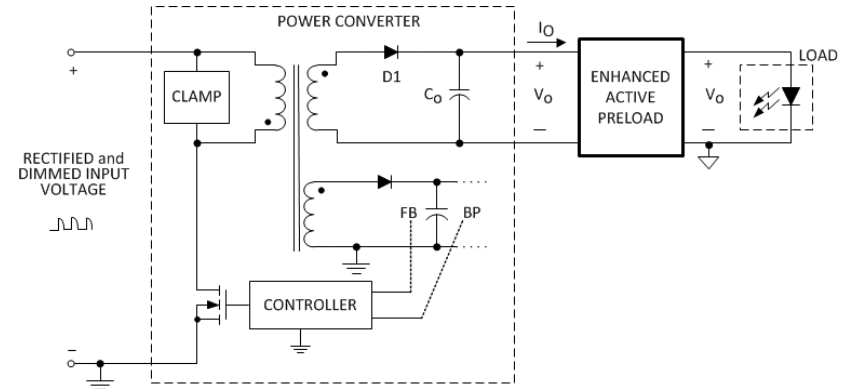 POWER CONVERTER
I_O
LOAD
+
CLAMP
D1
C_O
+
V_O
—
ENHANCED
ACTIVE
PRELOAD
+
V_O
—
RECTIFIED and
DIMMED INPUT
VOLTAGE
FB
BP
CONTROLLER
–